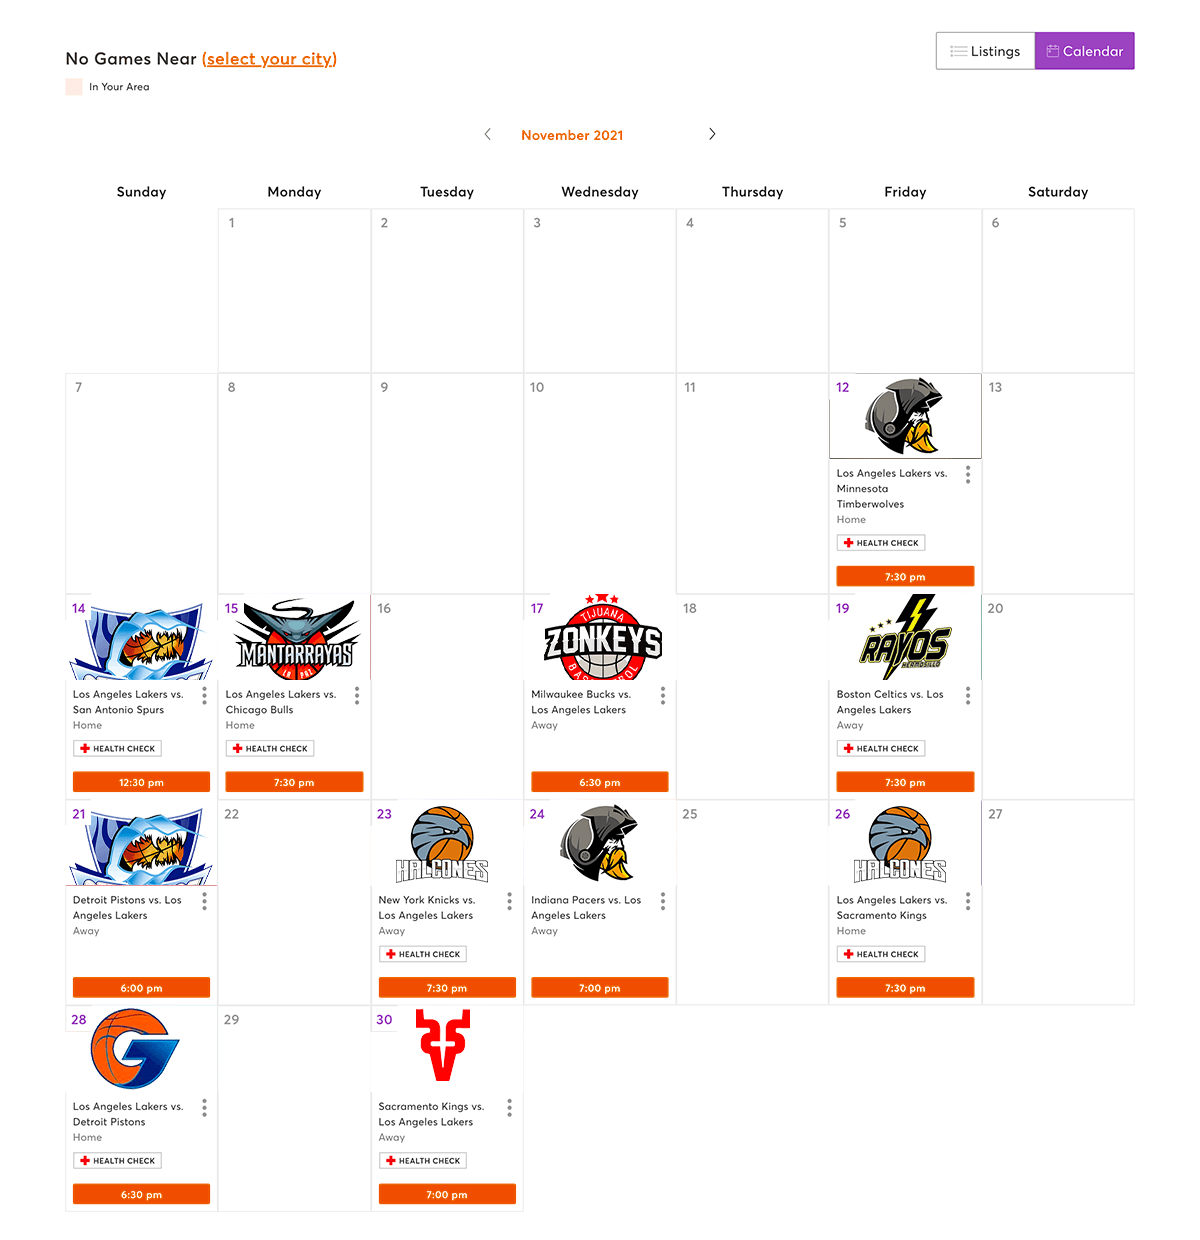 No Games Near (select your city)
Listings
Calendar
In Your Area
November 2021
Sunday Monday Tuesday Wednesday Thursday Friday Saturday
1 2 3 4 5 6
7 8 9 10 11 12 13
Los Angeles Lakers vs.
Minnesota
Timberwolves
Home
HEALTH CHECK
7:30 pm
14
Los Angeles Lakers vs.
San Antonio Spurs
Home
HEALTH CHECK
12:30 pm
15
MANTARRAYAS
LA PAZ
Los Angeles Lakers vs.
Chicago Bulls
Home
HEALTH CHECK
7:30 pm
16
17
TIJUANA
ZONKEYS
Milwaukee Bucks vs.
Los Angeles Lakers
Away
6:30 pm
18
19
RAYOS
HERMOSILLO
Boston Celtics vs. Los
Angeles Lakers
Away
HEALTH CHECK
7:30 pm
20
21
Detroit Pistons vs. Los
Angeles Lakers
Away
6:00 pm
22
23
HALCONES
New York Knicks vs.
Los Angeles Lakers
Away
HEALTH CHECK
7:30 pm
24
Indiana Pacers vs. Los
Angeles Lakers
Away
7:00 pm
25
26
HALCONES
Los Angeles Lakers vs.
Sacramento Kings
Home
HEALTH CHECK
7:30 pm
27
28
G
Los Angeles Lakers vs.
Detroit Pistons
Home
HEALTH CHECK
6:30 pm
29
30
Sacramento Kings vs.
Los Angeles Lakers
Away
HEALTH CHECK
7:00 pm